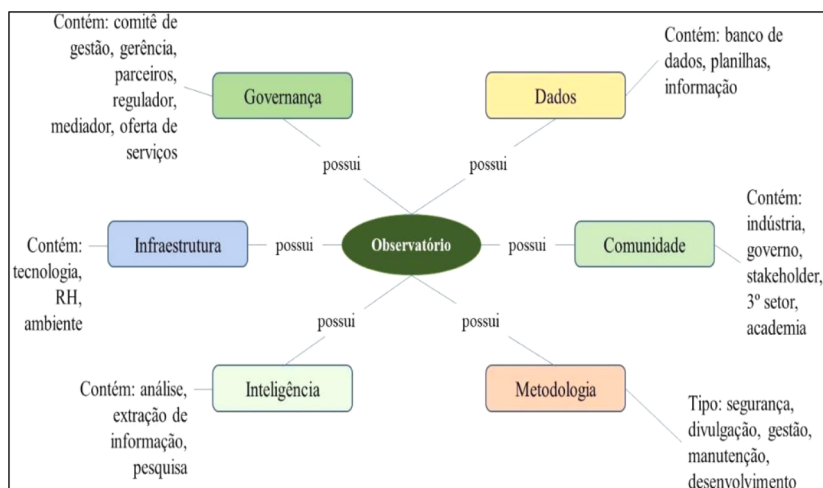 Contém: comitê de
gestão, gerência,
parceiros,
regulador,
mediador, oferta de
serviços
Governança
Dados
Contém: banco de
dados, planilhas,
informação
possui
possui
Contém:
tecnologia,
RH,
ambiente
Infraestrutura
possui
Observatório
possui
Comunidade
Contém:
indústria,
governo,
stakeholder,
3º setor,
academia
possui
possui
Contém: análise,
extração de
informação,
pesquisa
Inteligência
Metodologia
Tipo: segurança,
divulgação, gestão,
manutenção,
desenvolvimento